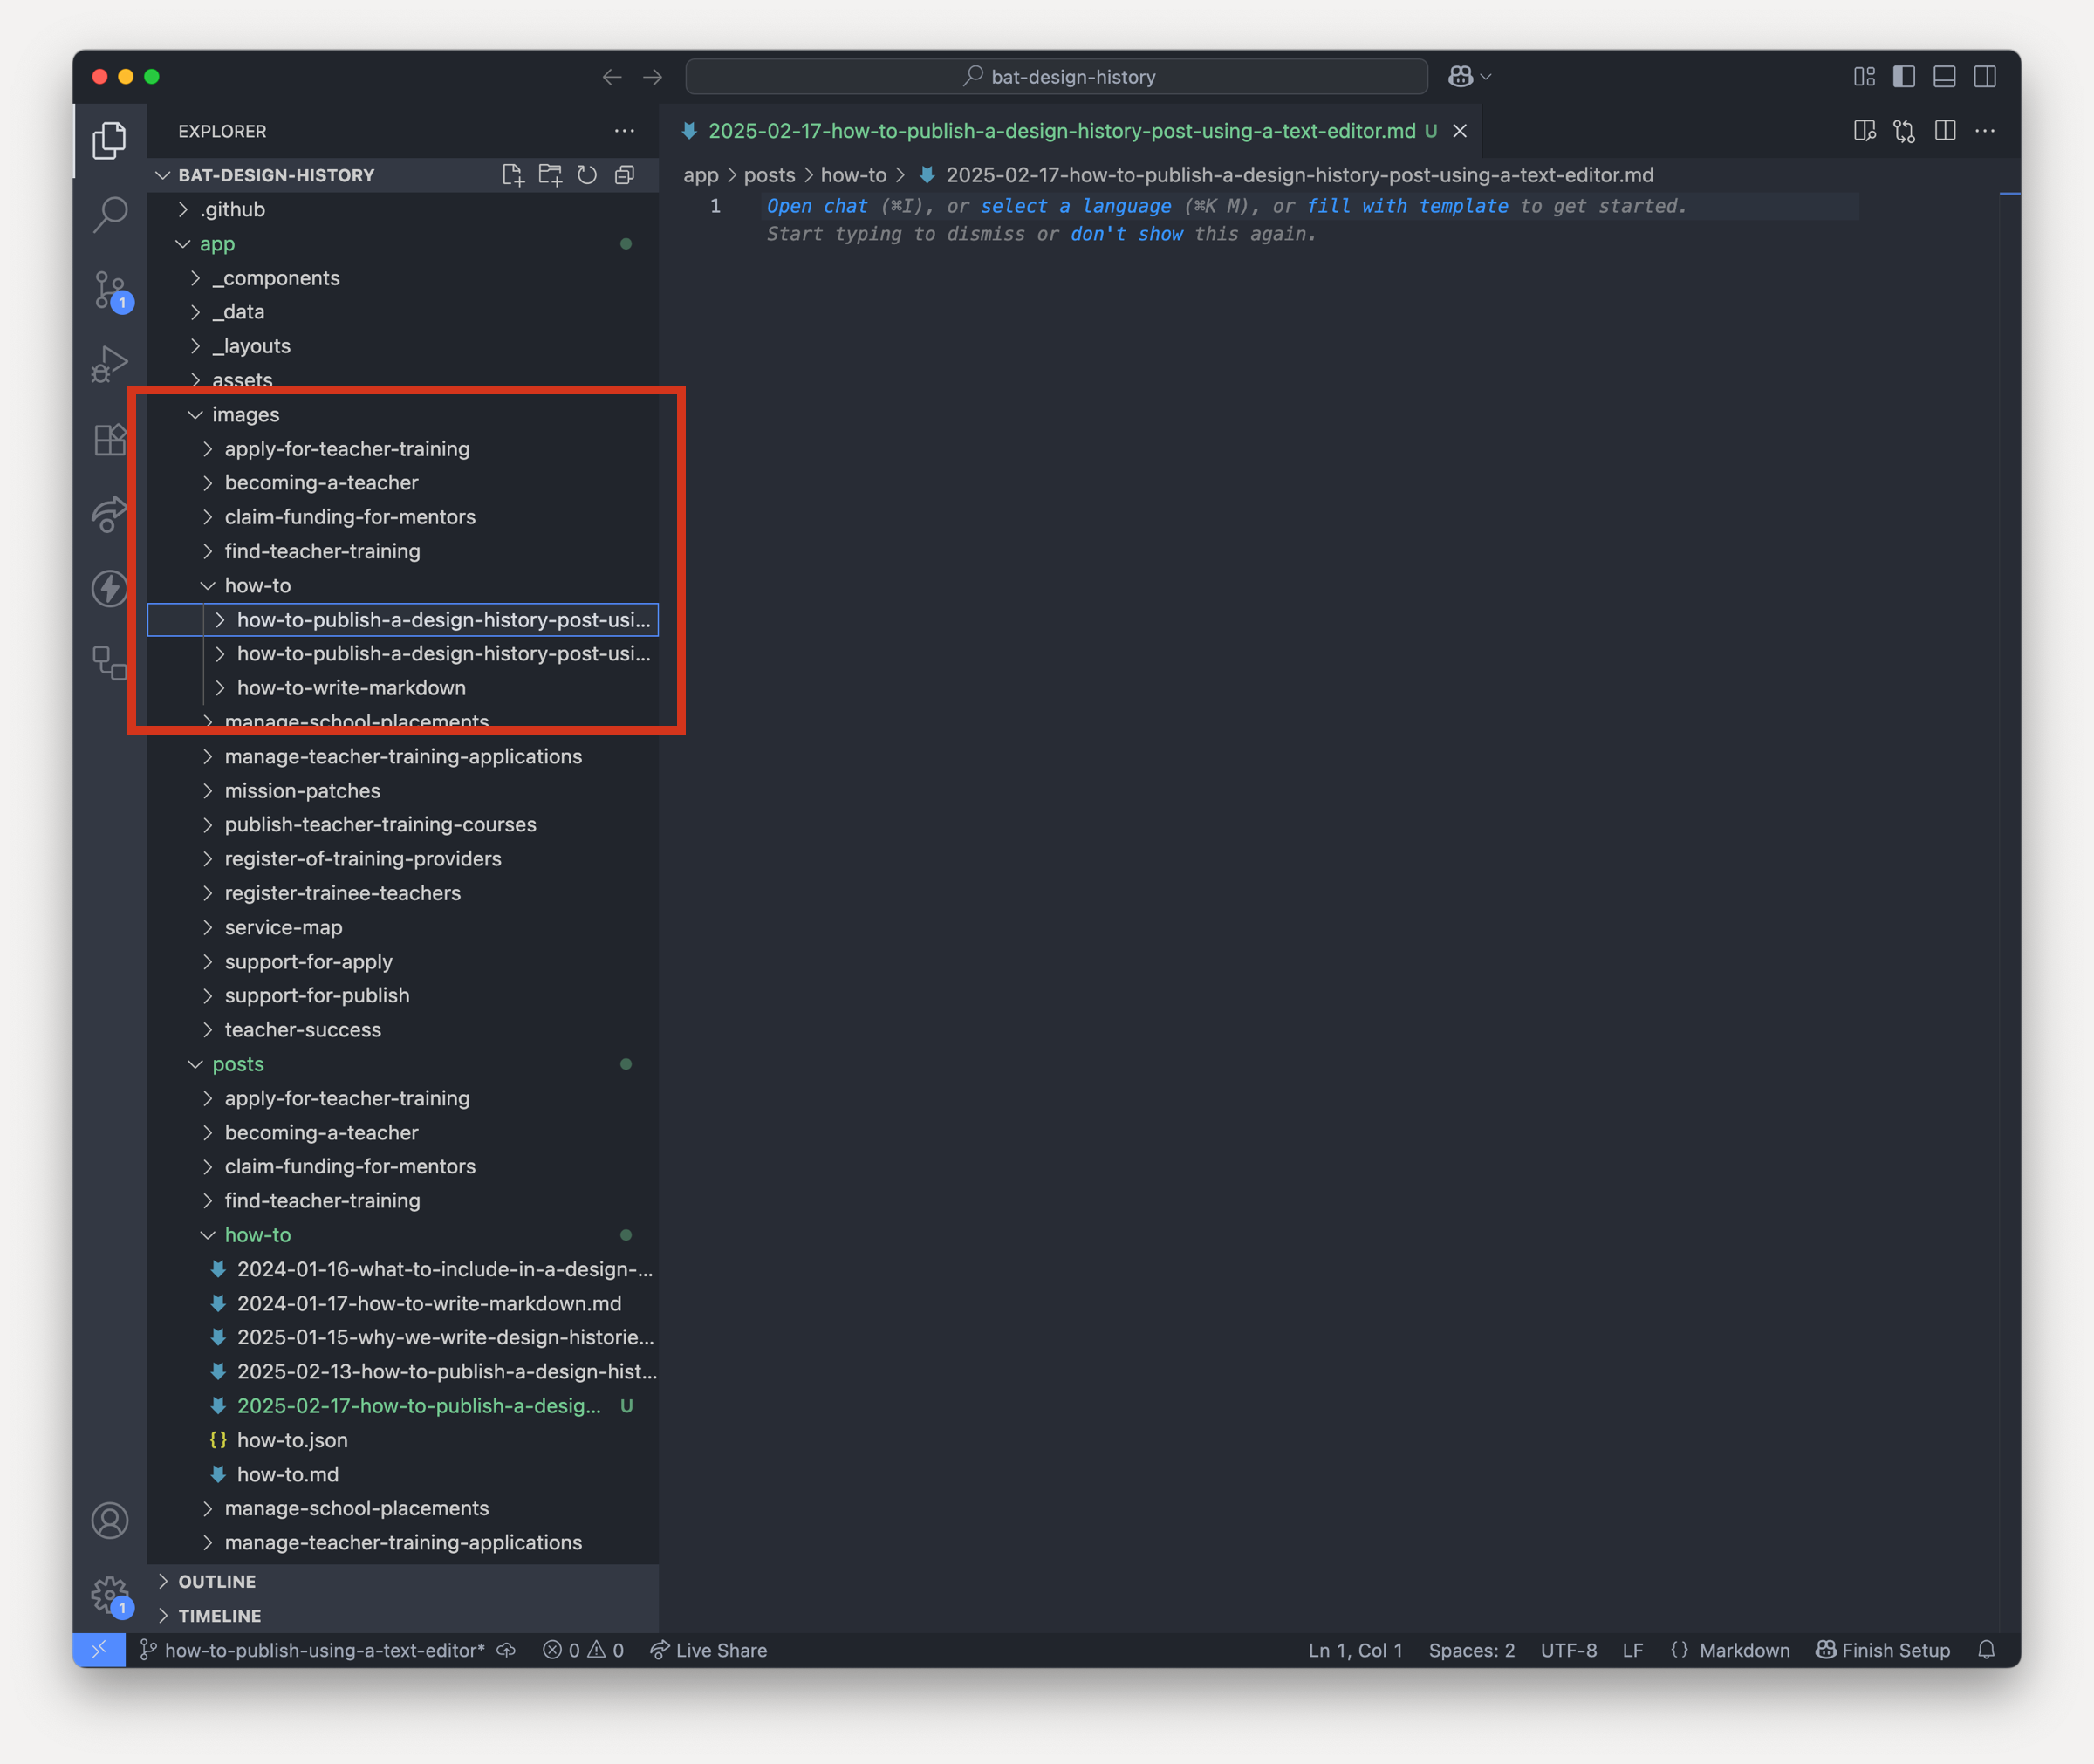 bat-design-history
EXPLORER
BAT-DESIGN-HISTORY
.github
app
_components
_data
_layouts
assets
images
apply-for-teacher-training
becoming-a-teacher
claim-funding-for-mentors
find-teacher-training
how-to
how-to-publish-a-design-history-post-usi...
how-to-publish-a-design-history-post-usi...
how-to-write-markdown
manage-school-placements
manage-teacher-training-applications
mission-patches
publish-teacher-training-courses
register-of-training-providers
register-trainee-teachers
service-map
support-for-apply
support-for-publish
teacher-success
posts
apply-for-teacher-training
becoming-a-teacher
claim-funding-for-mentors
find-teacher-training
how-to
2024-01-16-what-to-include-in-a-design-...
2024-01-17-how-to-write-markdown.md
2025-01-15-why-we-write-design-historie...
2025-02-13-how-to-publish-a-design-hist...
2025-02-17-how-to-publish-a-desig... U
{} how-to.json
how-to.md
manage-school-placements
manage-teacher-training-applications
OUTLINE
TIMELINE
1
1
2025-02-17-how-to-publish-a-design-history-post-using-a-text-editor.md U
app > posts > how-to > 2025-02-17-how-to-publish-a-design-history-post-using-a-text-editor.md
1 Open chat (⌘I), or select a language (⌘K M), or fill with template to get started.
Start typing to dismiss or don't show this again.
how-to-publish-using-a-text-editor* 0 0 Live Share Ln 1, Col 1 Spaces: 2 UTF-8 LF {} Markdown Finish Setup